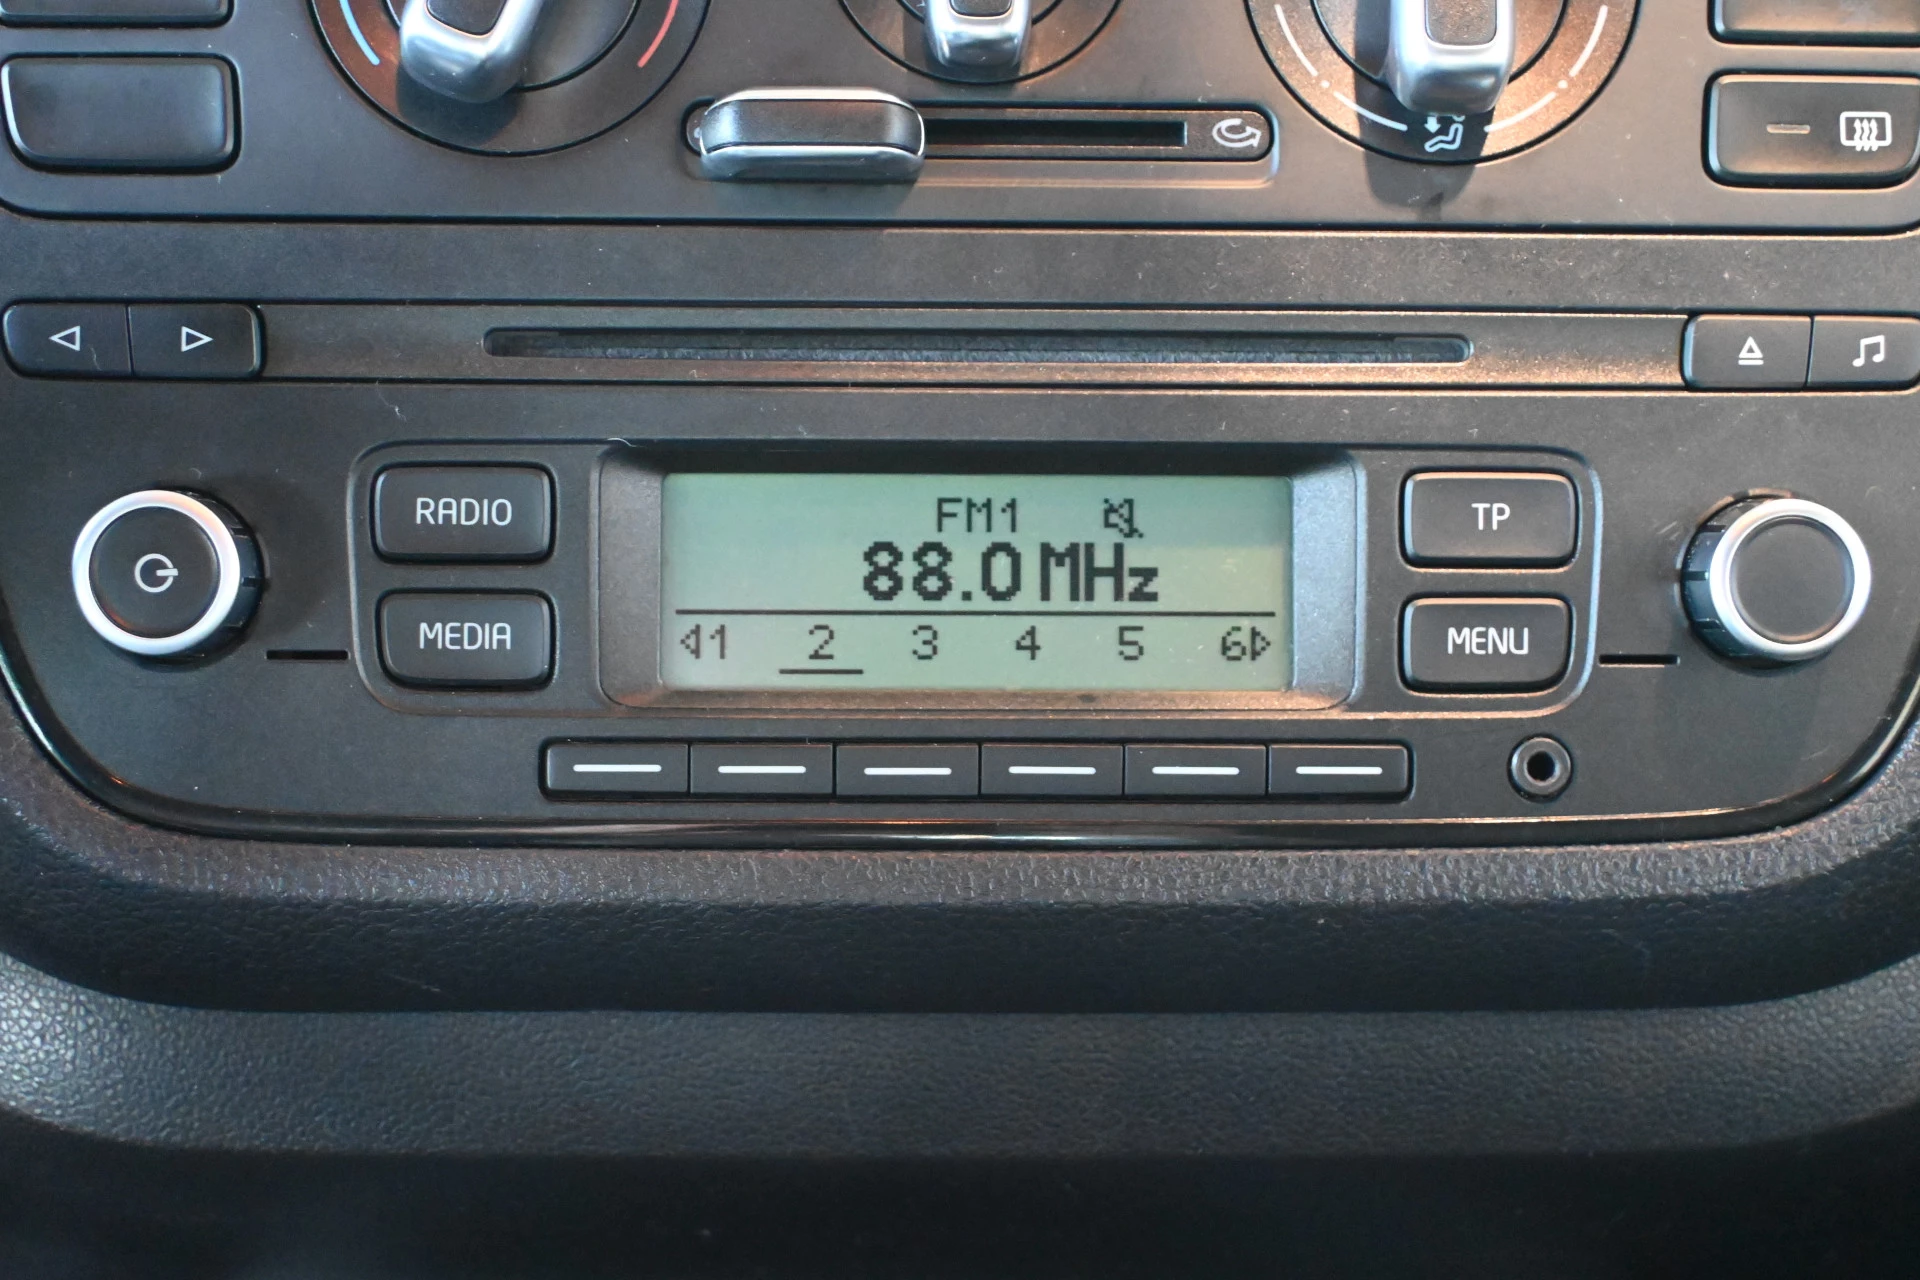 RADIO
MEDIA
FM1
88.0 MHz
1 2 3 4 5 6
TP
MENU